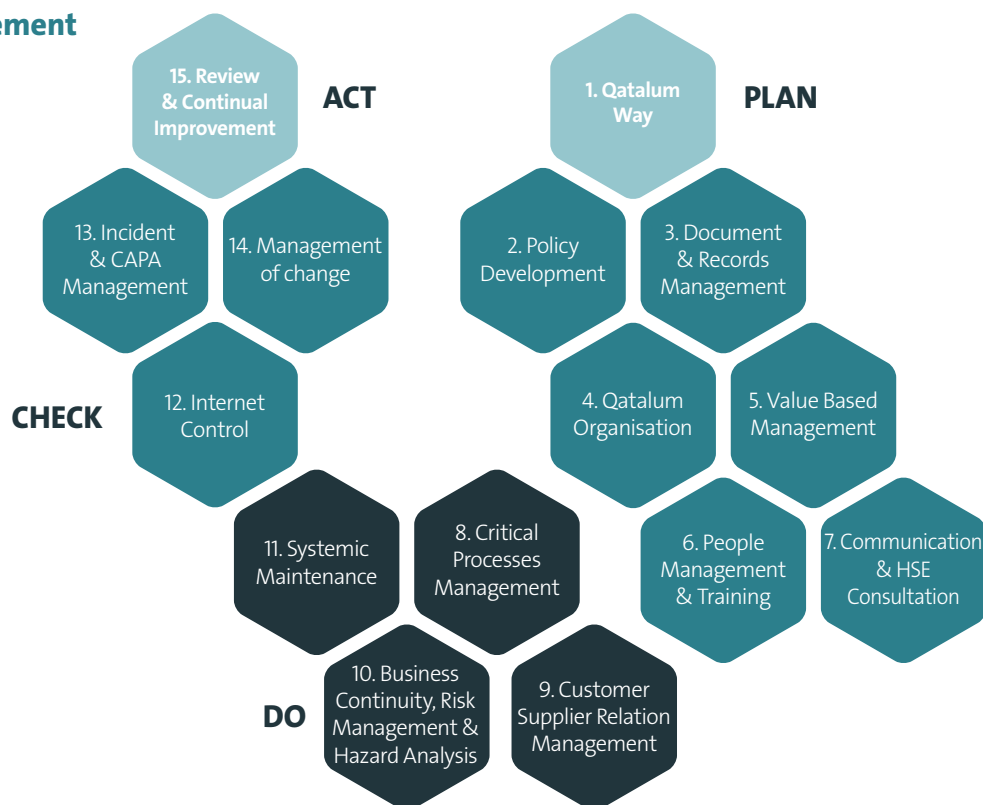 ement
15. Review
& Continual
Improvement
ACT
1. Qatalum
Way
PLAN
13. Incident
& CAPA
Management
14. Management
of change
2. Policy
Development
3. Document
& Records
Management
CHECK
12. Internet
Control
4. Qatalum
Organisation
5. Value Based
Management
11. Systemic
Maintenance
8. Critical
Processes
Management
6. People
Management
& Training
7. Communication
& HSE
Consultation
DO
10. Business
Continuity, Risk
Management &
Hazard Analysis
9. Customer
Supplier Relation
Management